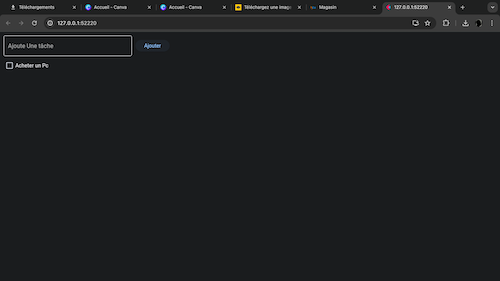 Téléchargements
Accueil – Canva
Accueil – Canva
Téléchargez une imag
Magasin
127.0.0.1:52220
127.0.0.1:52220
Ajoute Une tâche
Ajouter
Acheter un Pc